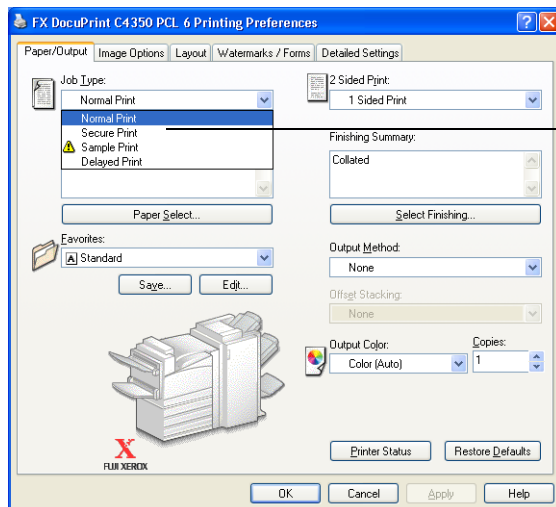 FX DocuPrint C4350 PCL 6 Printing Preferences
Paper/Output Image Options Layout Watermarks / Forms Detailed Settings
Job Type:
Normal Print
Normal Print
Secure Print
Sample Print
Delayed Print
Paper Select...
Favorites:
A Standard
Save... Edit...
FUJI XEROX
2 Sided Print:
1 Sided Print
Finishing Summary:
Collated
Select Finishing...
Output Method:
None
Offset Stacking:
None
Output Color:
Color (Auto)
Copies:
1
Printer Status Restore Defaults
OK Cancel Apply Help